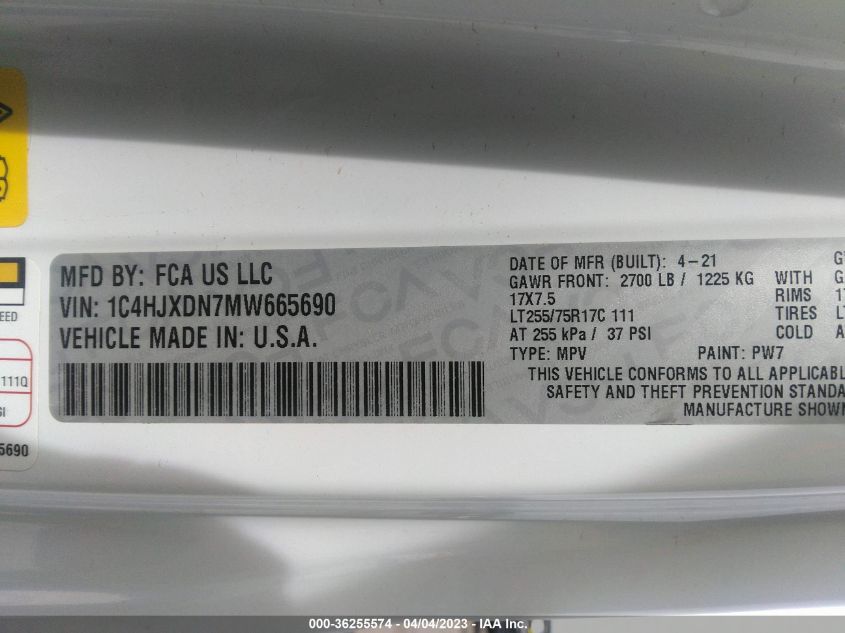 MFD BY: FCA US LLC
VIN: 1C4HJXDN7MW665690
VEHICLE MADE IN: U.S.A.
DATE OF MFR (BUILT): 4-21
GAWR FRONT: 2700 LB / 1225 KG WITH
17X7.5 RIMS
LT255/75R17C 111 TIRES
AT 255 kPa / 37 PSI COLD
TYPE: MPV PAINT: PW7
THIS VEHICLE CONFORMS TO ALL APPLICABL
SAFETY AND THEFT PREVENTION STANDA
MANUFACTURE SHOWN
EED
111Q
SI
5690
000-36255574 - 04/04/2023 - IAA Inc.